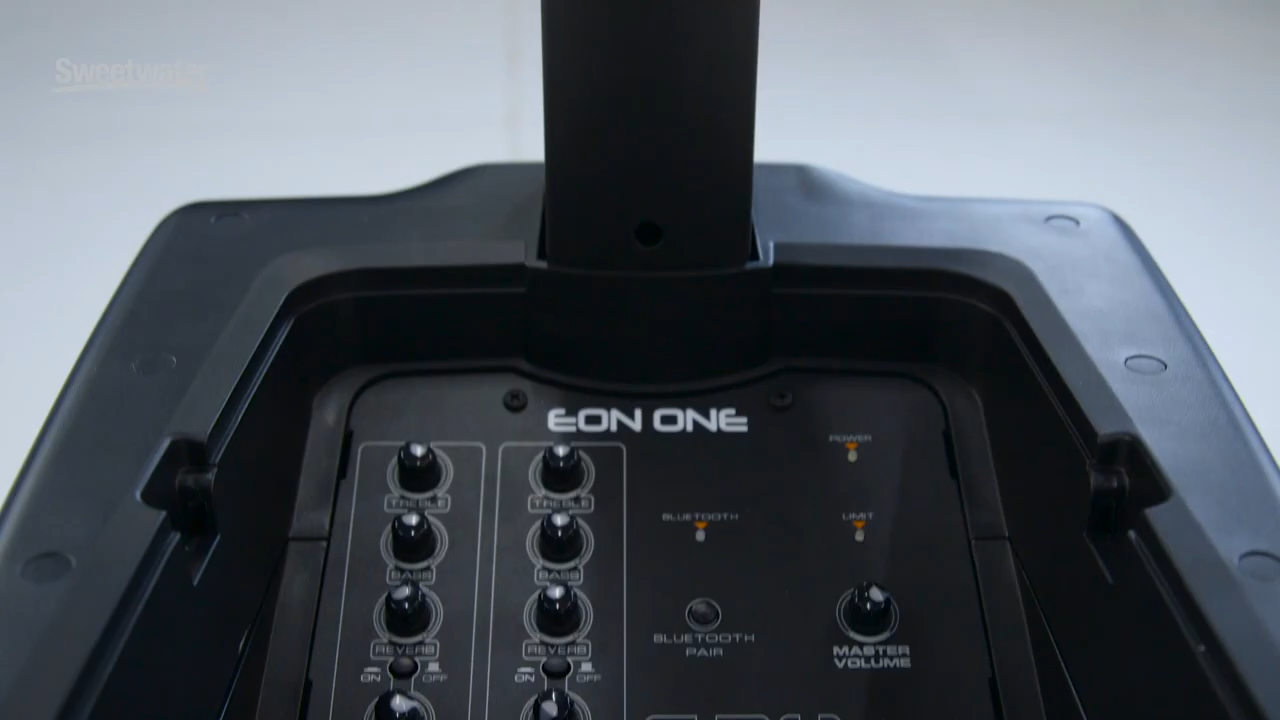 Sweetwater
EON ONE
POWER
TREBLE TREBLE
BLUETOOTH LIMIT
BASS BASS
BLUETOOTH
PAIR
REVERB REVERB
MASTER
VOLUME
ON OFF ON OFF